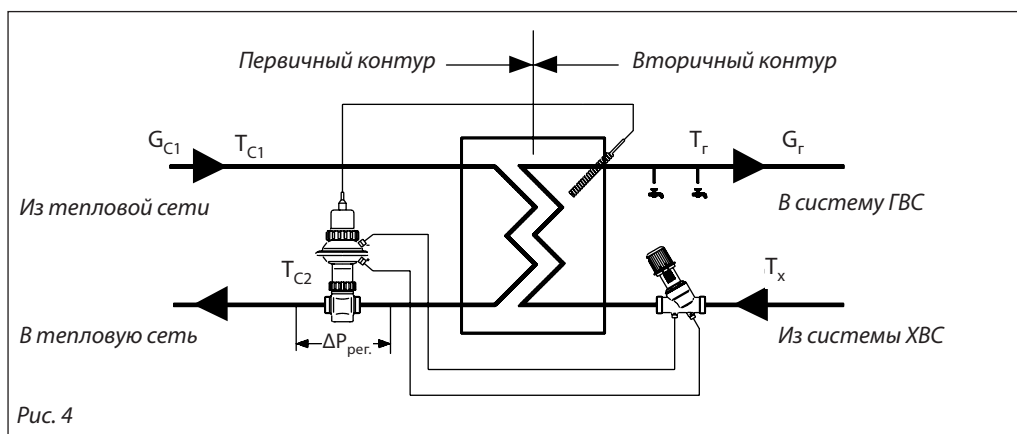 Первичный контур
Вторичный контур
G_C1
T_C1
T_г
G_г
Из тепловой сети
В систему ГВС
T_C2
T_x
В тепловую сеть
ΔP_рег.
Из системы ХВС
Рис. 4